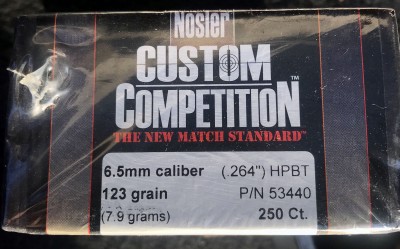 Nosler
CUSTOM
COMPETITION™
THE NEW MATCH STANDARD™
6.5mm caliber (.264") HPBT
123 grain P/N 53440
(7.9 grams) 250 Ct.